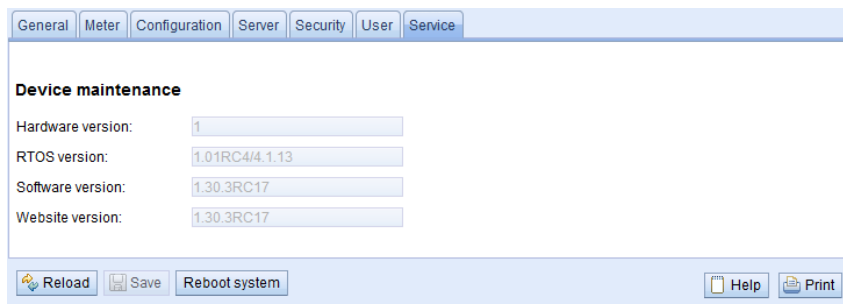 General Meter Configuration Server Security User Service
Device maintenance
Hardware version: 1
RTOS version: 1.01RC4/4.1.13
Software version: 1.30.3RC17
Website version: 1.30.3RC17
Reload Save Reboot system Help Print